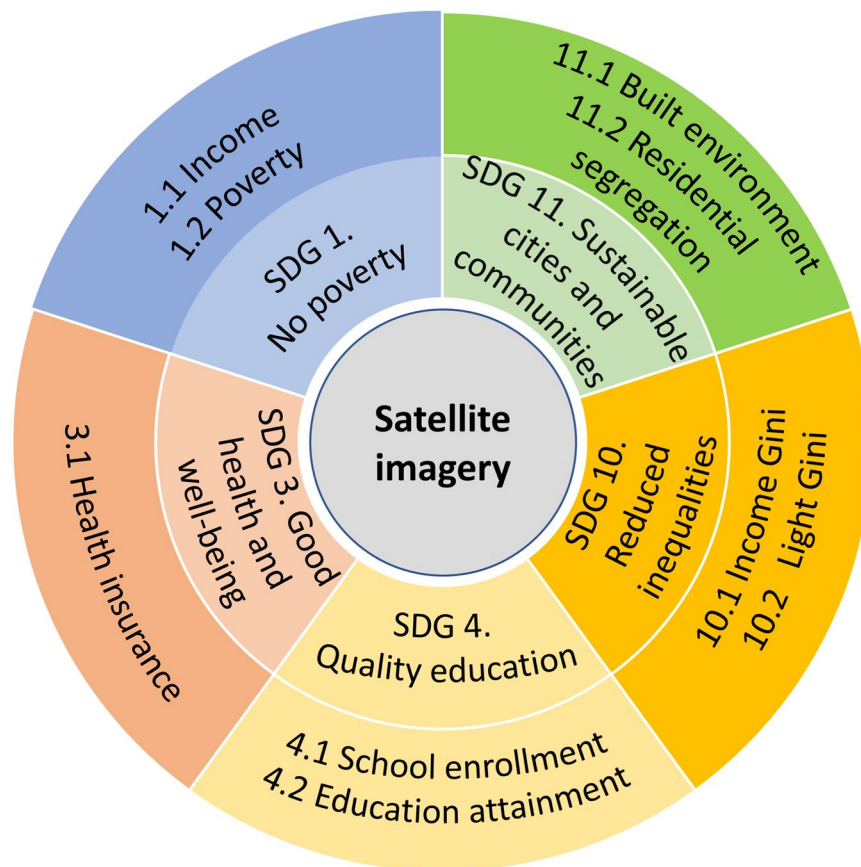 Satellite
imagery
SDG 1.
No poverty
1.1 Income
1.2 Poverty
SDG 11. Sustainable
cities and
communities
11.1 Built environment
11.2 Residential
segregation
SDG 10.
Reduced
inequalities
10.1 Income Gini
10.2 Light Gini
SDG 4.
Quality education
4.1 School enrollment
4.2 Education attainment
SDG 3. Good
health and
well-being
3.1 Health insurance